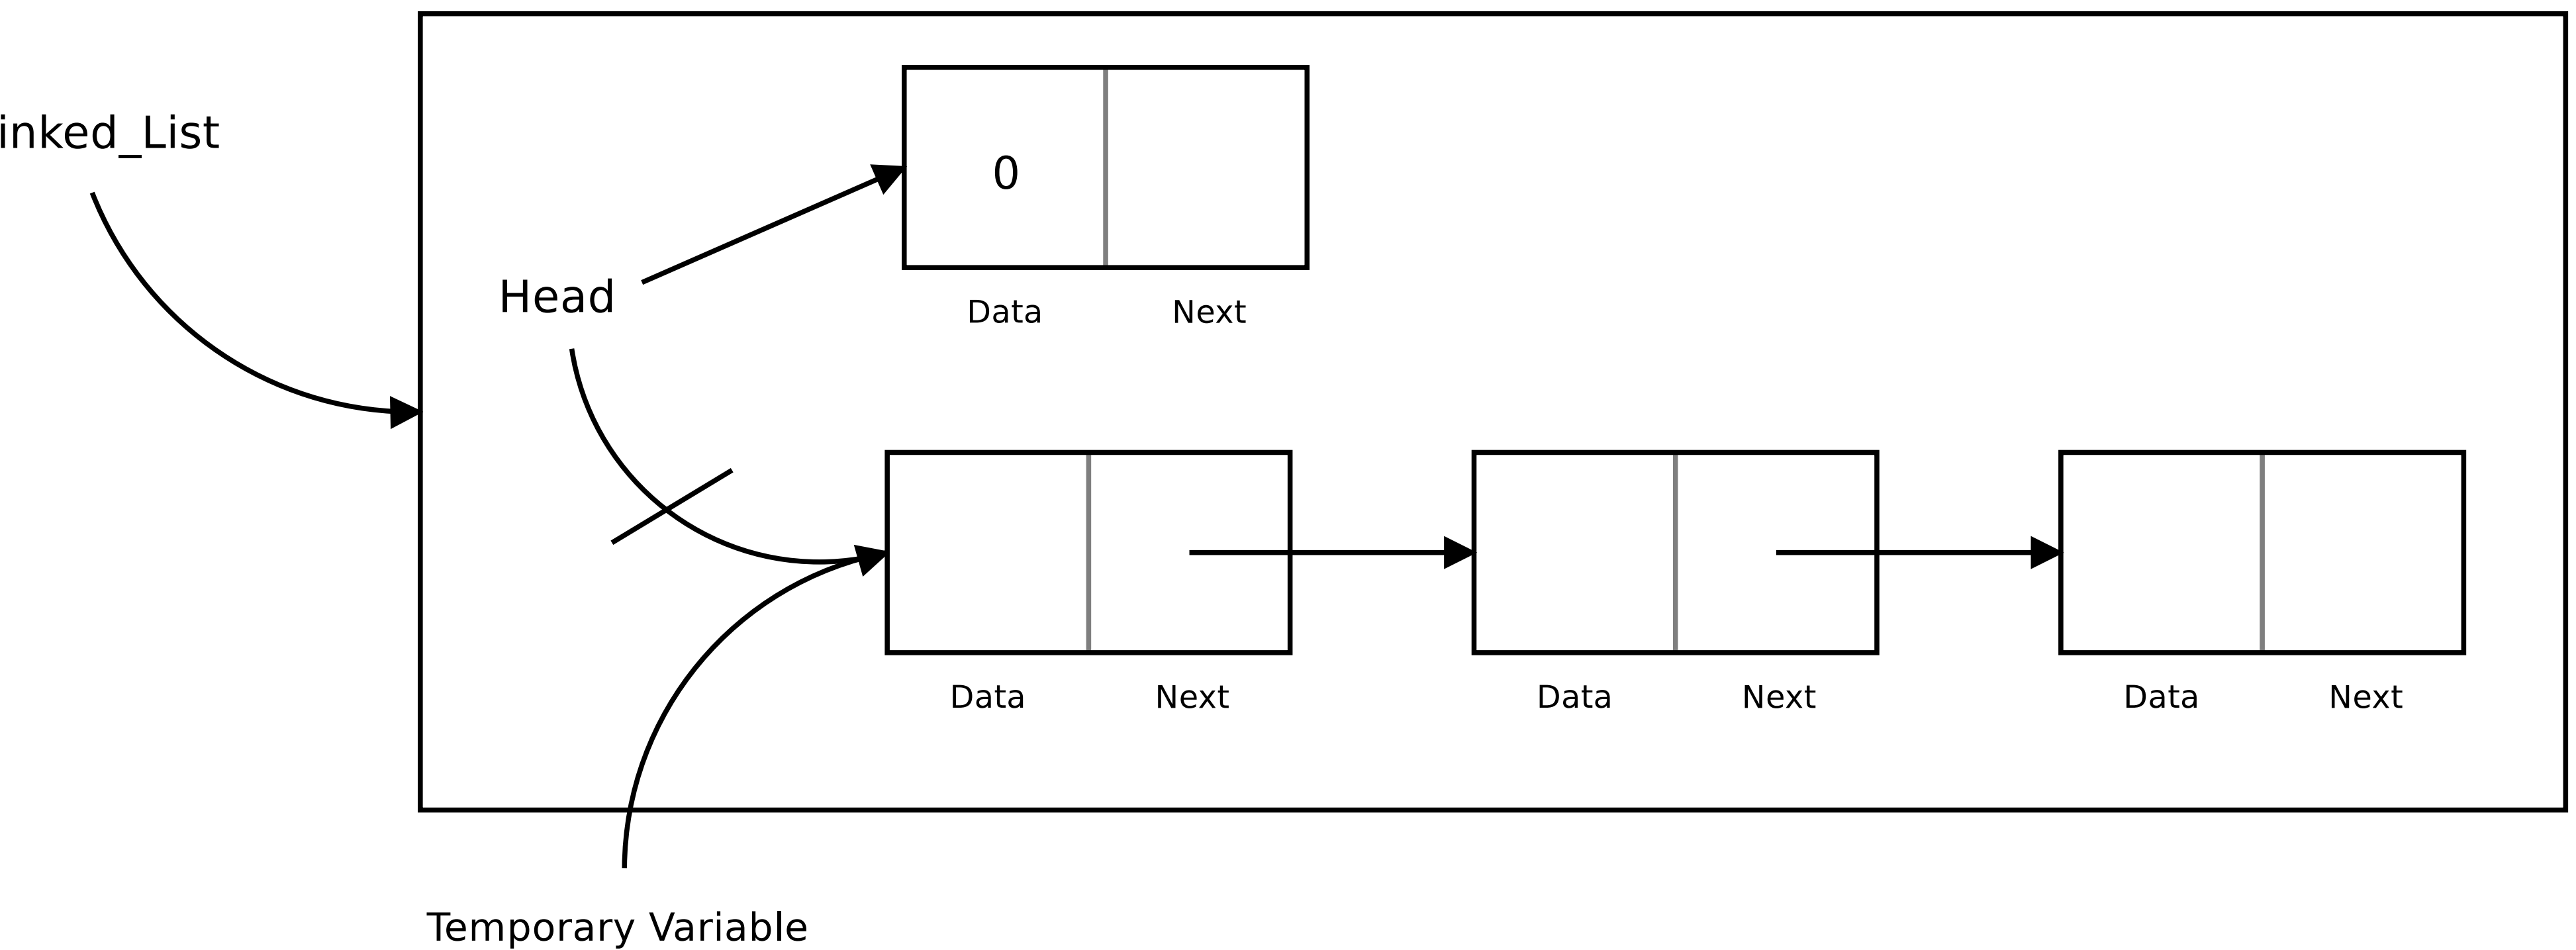 inked_List
0
Head
Data Next
Data Next Data Next Data Next
Temporary Variable